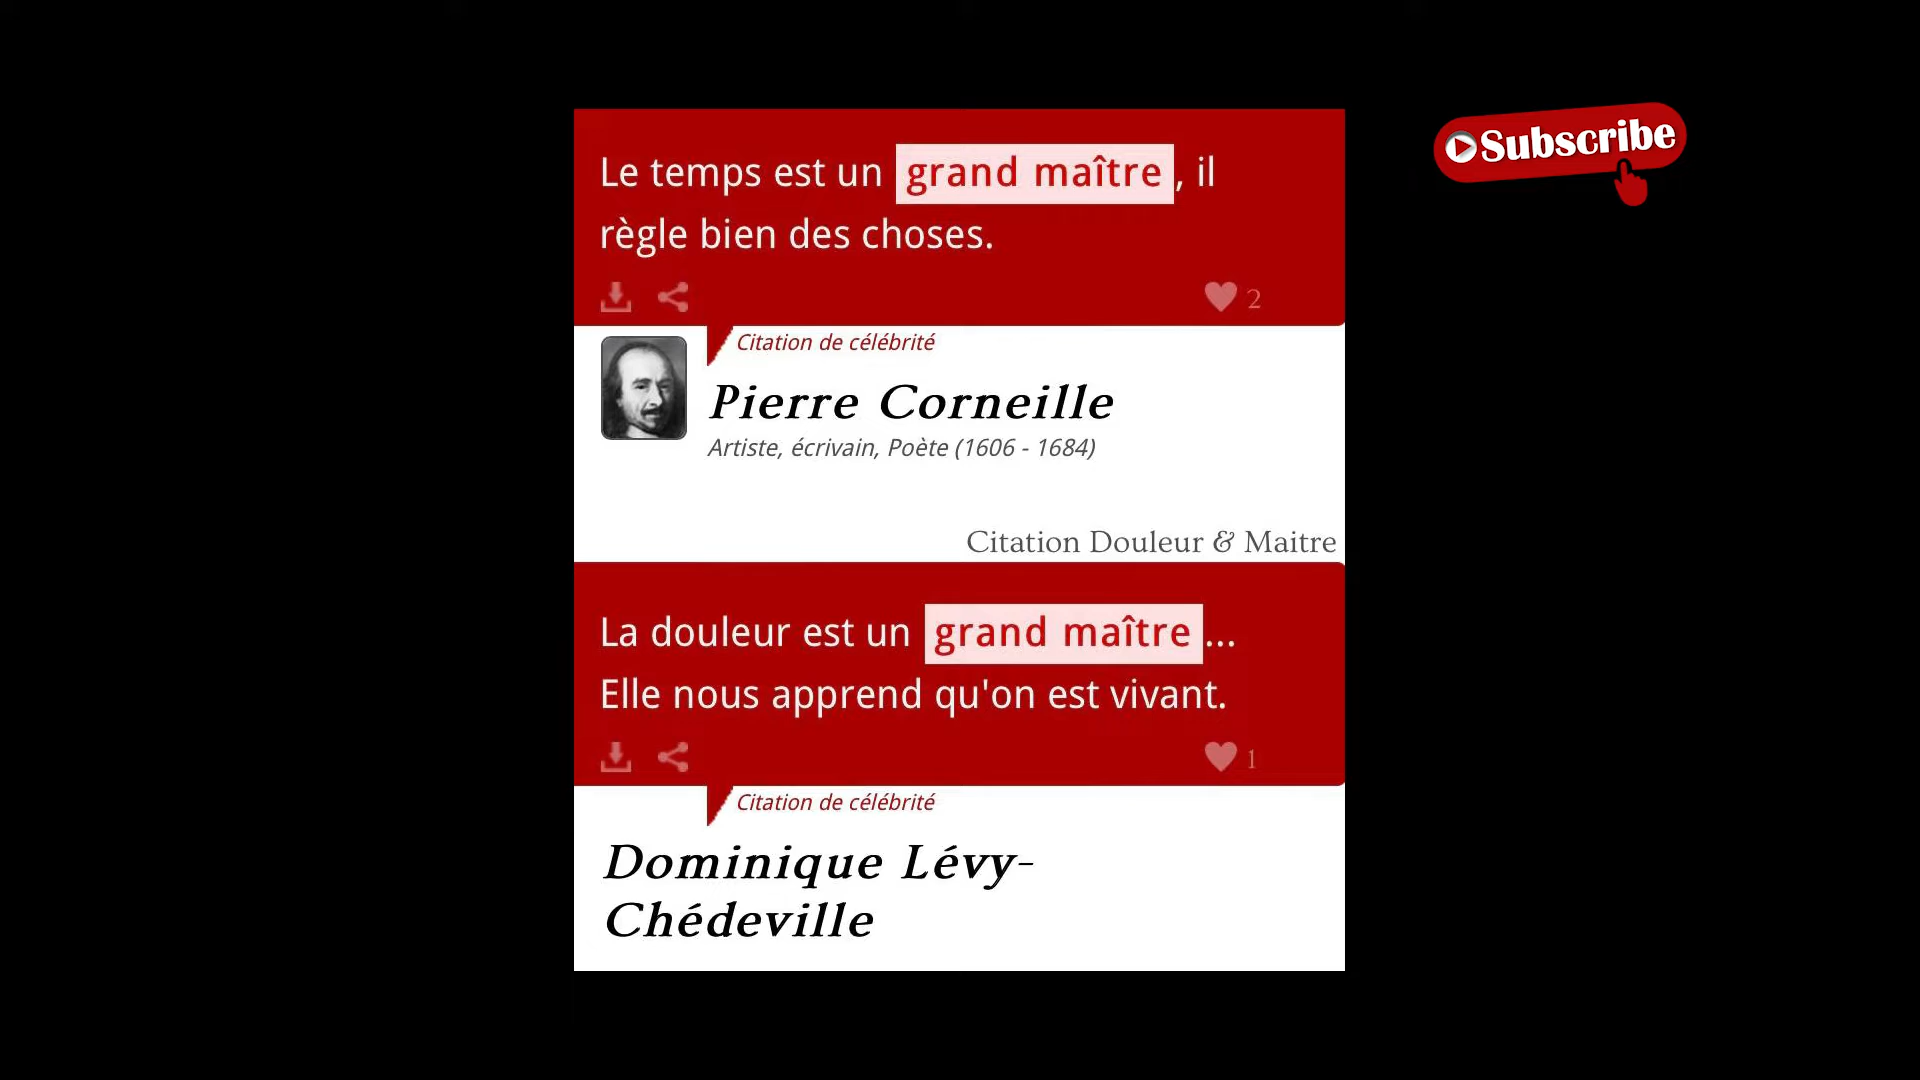 Subscribe
Le temps est un grand maître, il
règle bien des choses.
2
Citation de célébrité
Pierre Corneille
Artiste, écrivain, Poète (1606 - 1684)
Citation Douleur & Maitre
La douleur est un grand maître...
Elle nous apprend qu'on est vivant.
1
Citation de célébrité
Dominique Lévy-
Chédeville